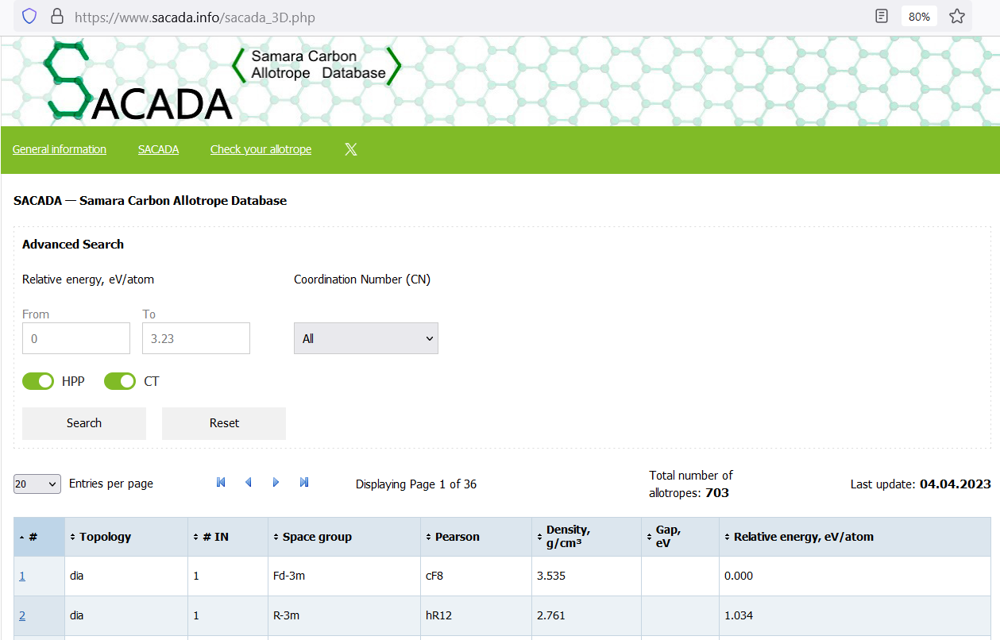 https://www.sacada.info/sacada_3D.php
80%
Samara Carbon
Allotrope Database
SACADA
General information
SACADA
Check your allotrope
SACADA — Samara Carbon Allotrope Database
Advanced Search
Relative energy, eV/atom
Coordination Number (CN)
From
To
0
3.23
All
HPP
CT
Search
Reset
20
Entries per page
Displaying Page 1 of 36
Total number of
allotropes: 703
Last update: 04.04.2023
# Topology # IN Space group Pearson Density, g/cm³ Gap, eV Relative energy, eV/atom
1 dia 1 Fd-3m cF8 3.535 0.000
2 dia 1 R-3m hR12 2.761 1.034